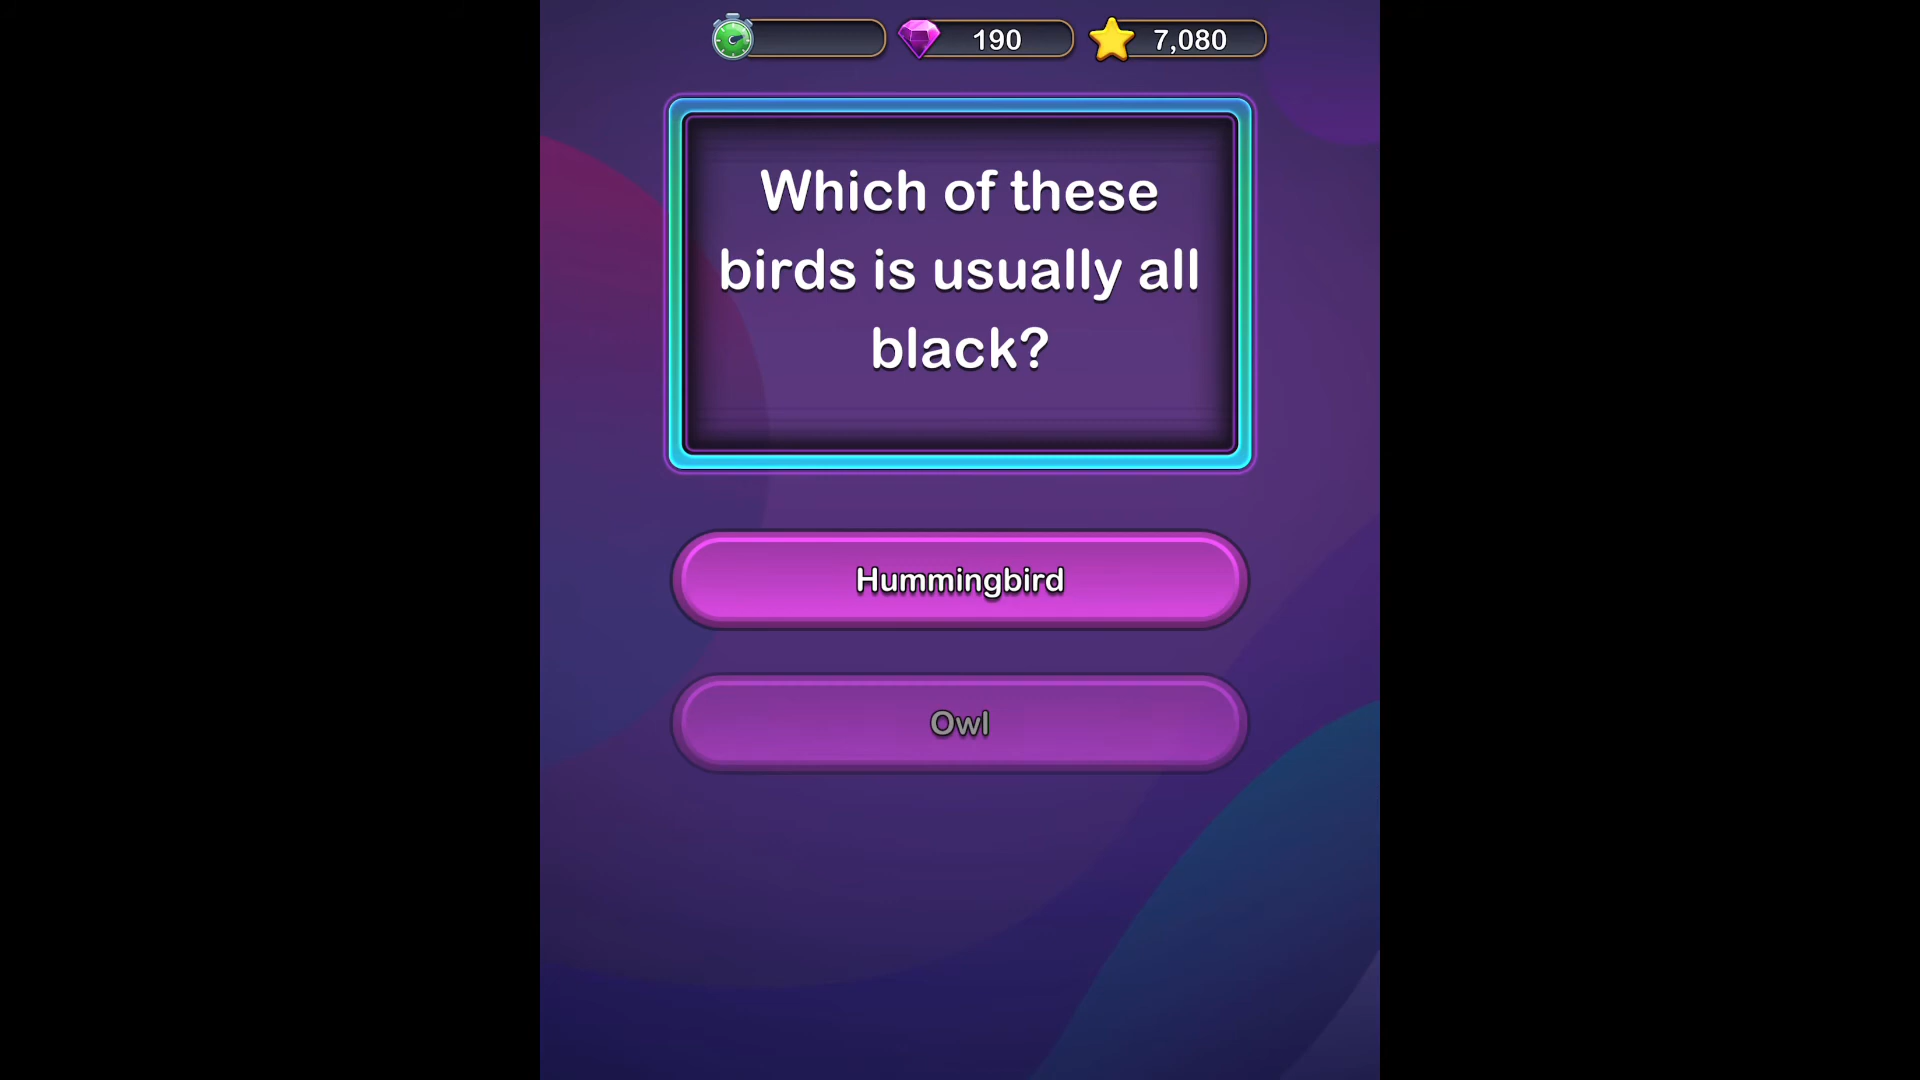 190
7,080
Which of these
birds is usually all
black?
Hummingbird
Owl